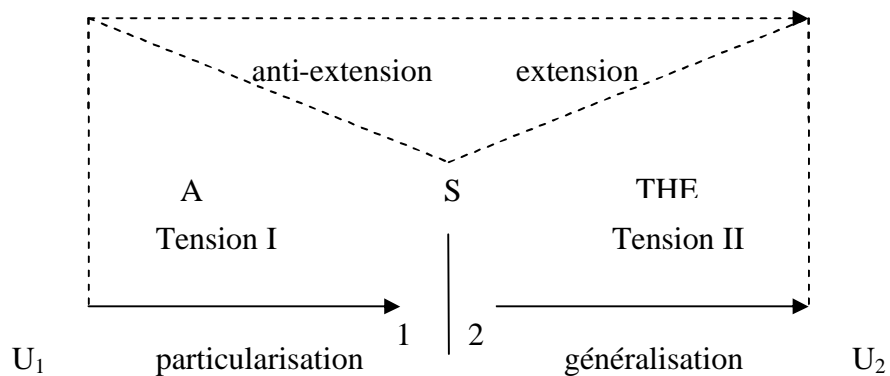 anti-extension extension
A S THE
Tension I Tension II
1 2
U₁ particularisation généralisation U₂